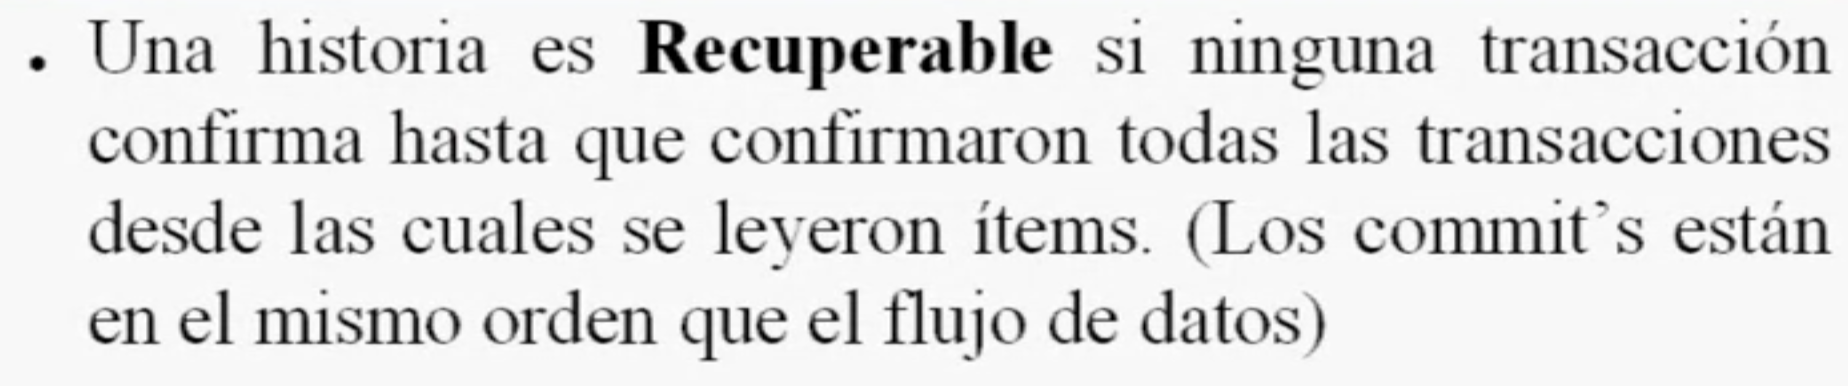 • Una historia es Recuperable si ninguna transacción
confirma hasta que confirmaron todas las transacciones
desde las cuales se leyeron ítems. (Los commit’s están
en el mismo orden que el flujo de datos)